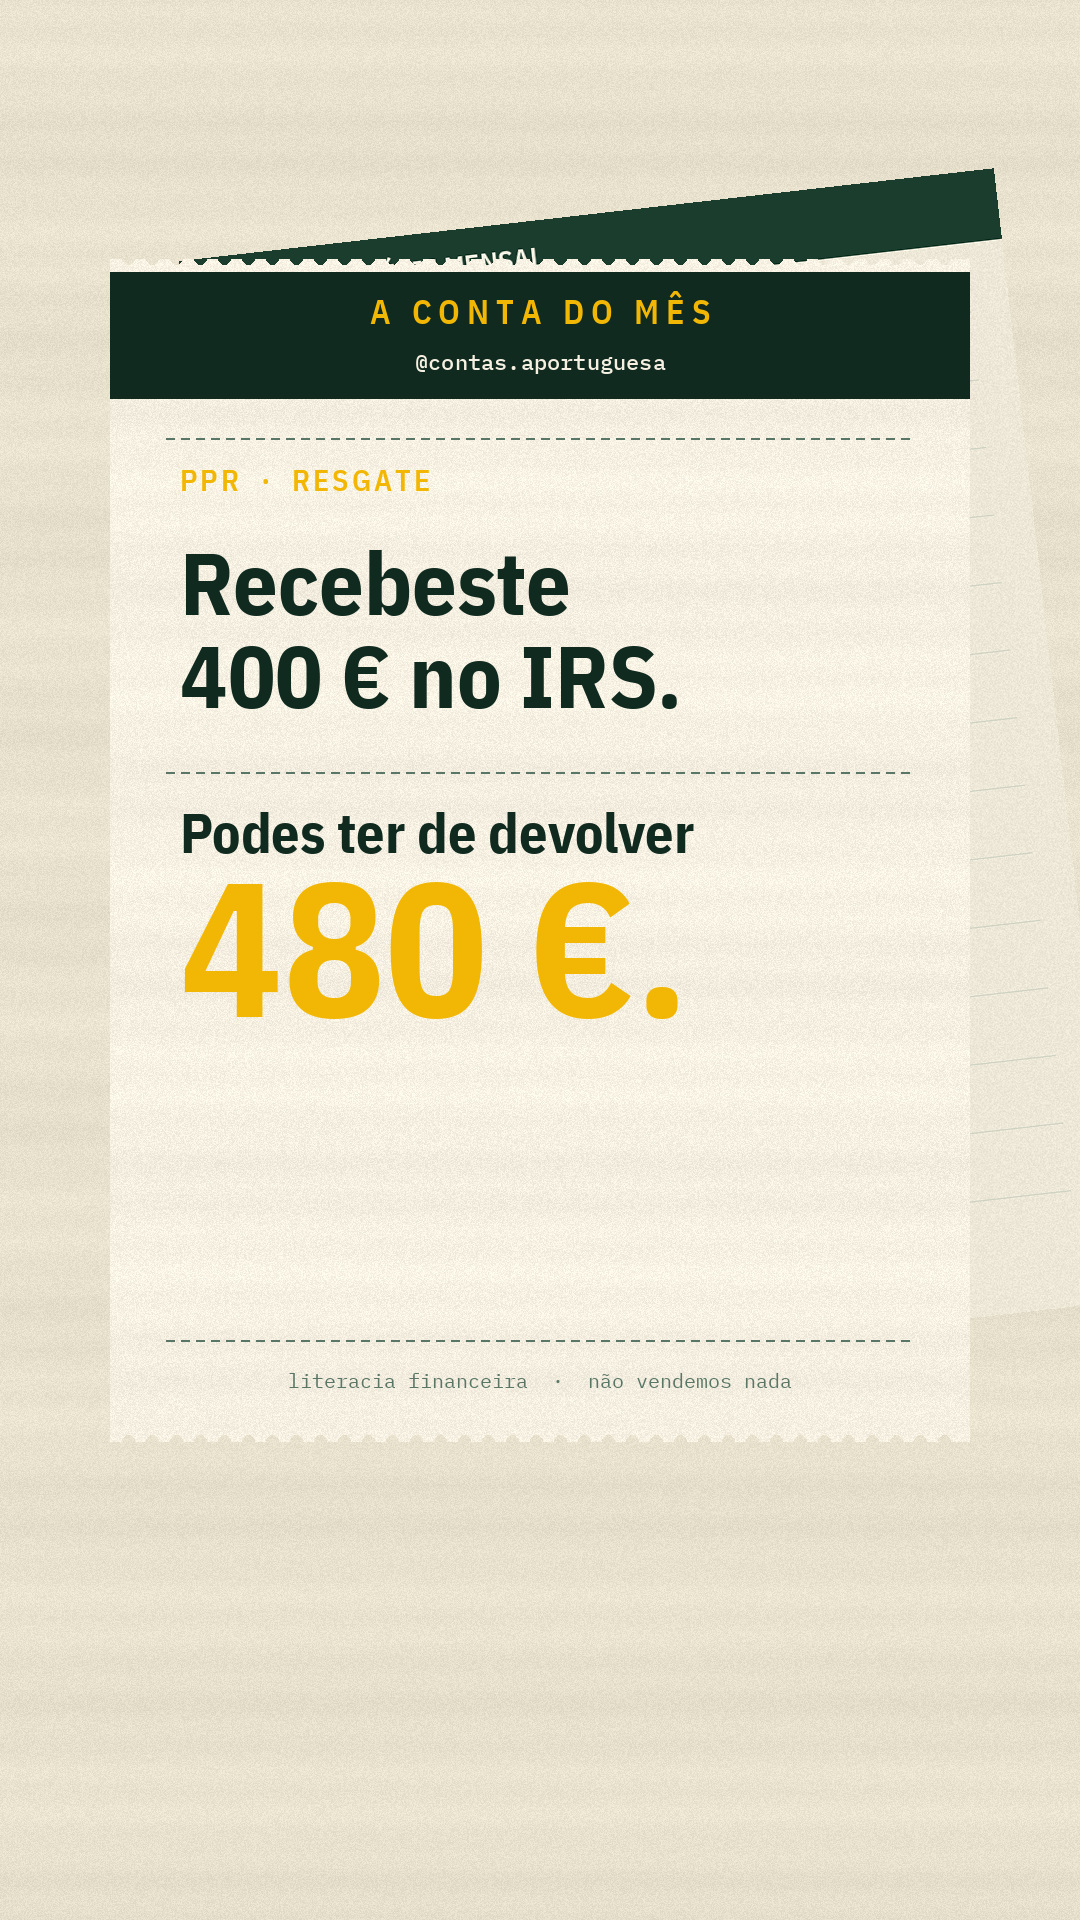 A CONTA DO MÊS
@contas.aportuguesa
PPR · RESGATE
Recebeste
400 € no IRS.
Podes ter de devolver
480 €.
literacia financeira · não vendemos nada